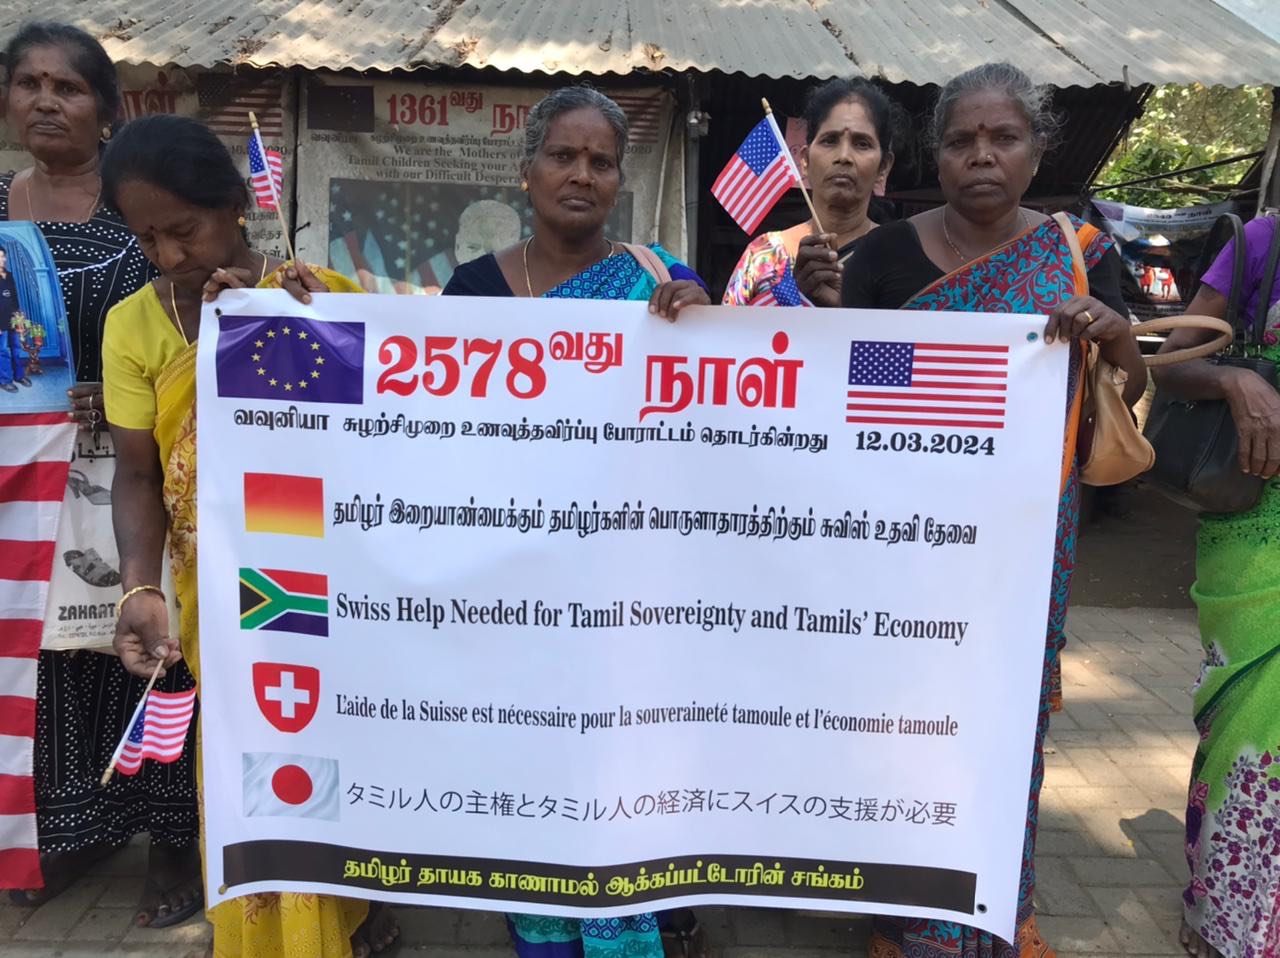 1361வது நா
வவுனியா
We are the Mothers of
Tamil Children Seeking your A
with our Difficult Despera
2020
2578வது நாள்
வவுனியா சுழற்சிமுறை உணவுத்தவிர்ப்பு போராட்டம் தொடர்கின்றது
12.03.2024
தமிழர் இறையாண்மைக்கும் தமிழர்களின் பொருளாதாரத்திற்கும் சுவிஸ் உதவி தேவை
Swiss Help Needed for Tamil Sovereignty and Tamils' Economy
L'aide de la Suisse est nécessaire pour la souveraineté tamoule et l'économie tamoule
タミル人の主権とタミル人の経済にスイスの支援が必要
தமிழர் தாயக காணாமல் ஆக்கப்பட்டோரின் சங்கம்
ZAHRAT